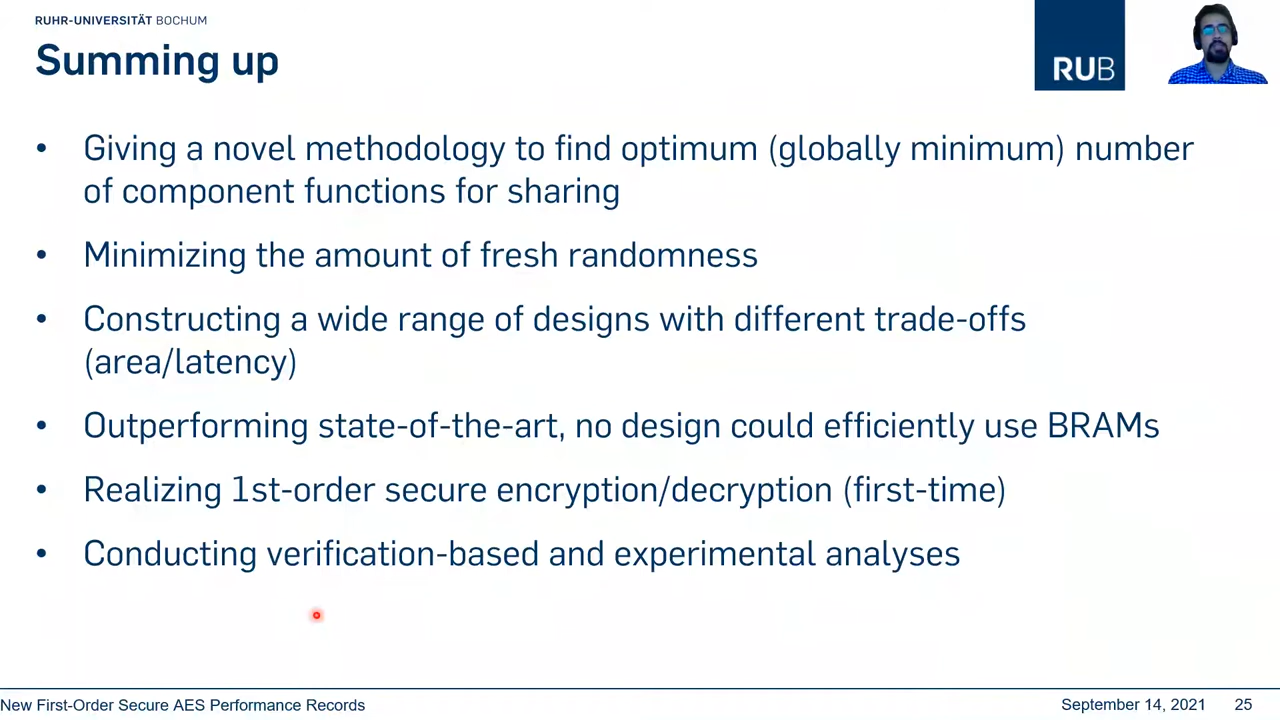 RUHR-UNIVERSITÄT BOCHUM
Summing up
RUB
• Giving a novel methodology to find optimum (globally minimum) number
of component functions for sharing
• Minimizing the amount of fresh randomness
• Constructing a wide range of designs with different trade-offs
(area/latency)
• Outperforming state-of-the-art, no design could efficiently use BRAMs
• Realizing 1st-order secure encryption/decryption (first-time)
• Conducting verification-based and experimental analyses
New First-Order Secure AES Performance Records
September 14, 2021 25